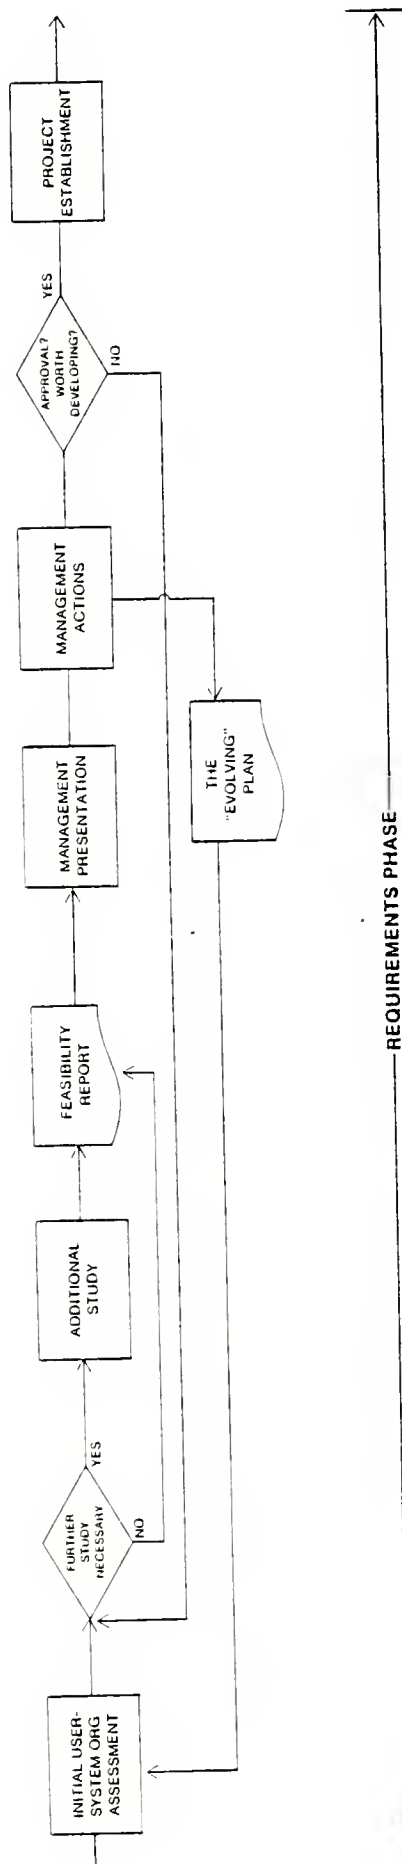 INITIAL USER-
SYSTEM ORG
ASSESSMENT
FURTHER
STUDY
NECESSARY
YES
NO
ADDITIONAL
STUDY
FEASIBILITY
REPORT
MANAGEMENT
PRESENTATION
MANAGEMENT
ACTIONS
THE
"EVOLVING"
PLAN
APPROVAL?
WORTH
DEVELOPING?
YES
NO
PROJECT
ESTABLISHMENT
REQUIREMENTS PHASE